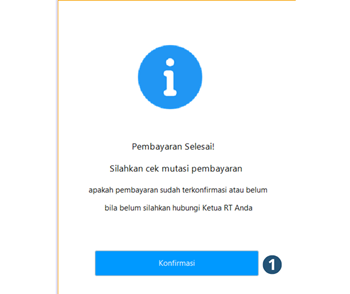 Pembayaran Selesai!
Silahkan cek mutasi pembayaran
apakah pembayaran sudah terkonfirmasi atau belum
bila belum silahkan hubungi Ketua RT Anda
Konfirmasi
1